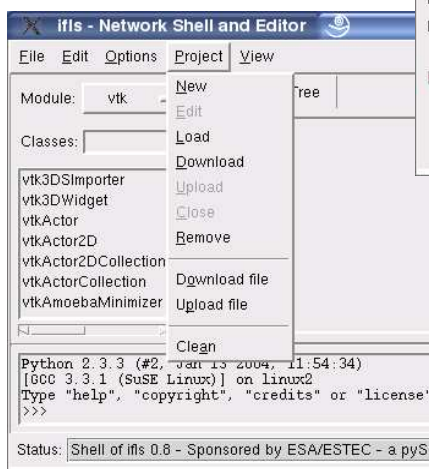 ifls - Network Shell and Editor
File Edit Options Project View
Module: vtk
Tree
Classes:
New
Edit
Load
Download
Upload
Close
Remove
Download file
Upload file
Clean
vtk3DSImporter
vtk3DWidget
vtkActor
vtkActor2D
vtkActor2DCollection
vtkActorCollection
vtkAmoebaMinimizer
Python 2.3.3 (#2, Jan 13 2004, 11:54:34)
[GCC 3.3.1 (SuSE Linux)] on linux2
Type "help", "copyright", "credits" or "license"
>>>
Status: Shell of ifls 0.8 - Sponsored by ESA/ESTEC - a pyS